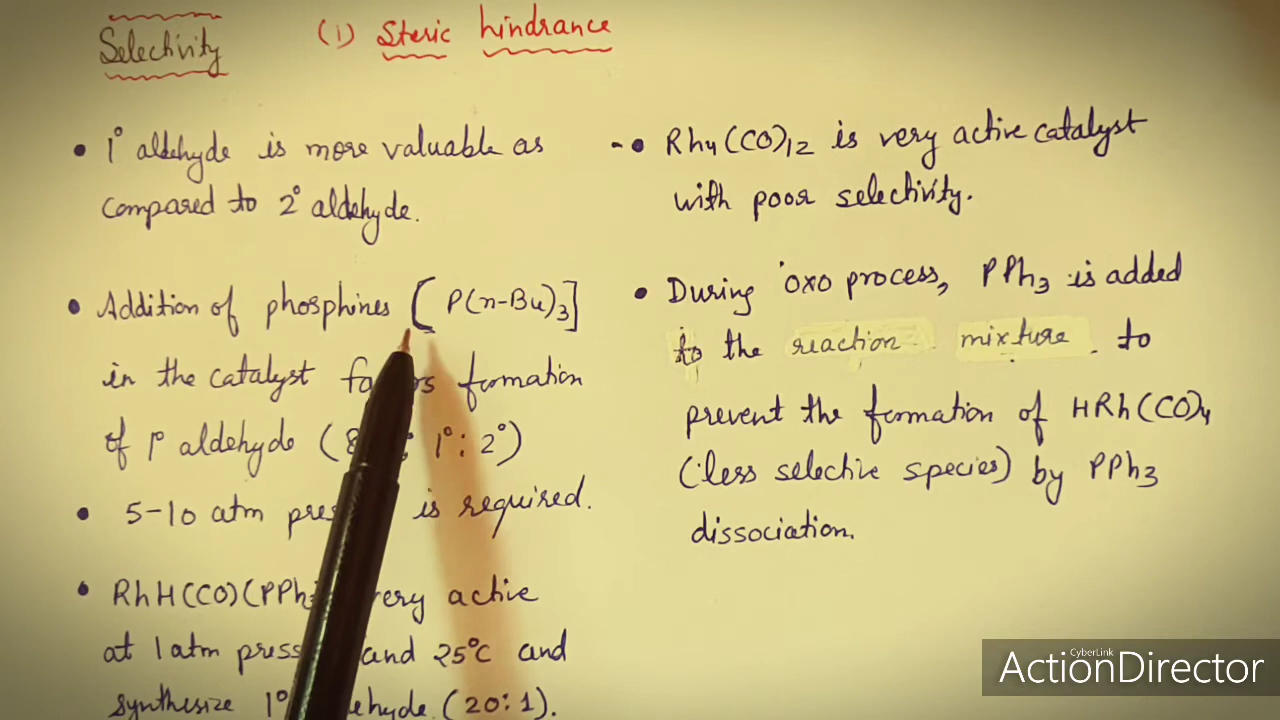 Selectivity (i) Steric hindrance
• 1° aldehyde is more valuable as
compared to 2° aldehyde.
• Addition of phosphines [P(n-Bu)3]
in the catalyst formation
of 1° aldehyde (8 : 1° : 2°)
• 5-10 atm is required.
• RhH(CO)(PPh3 very active
at 1 atm and 25°C and
synthesize 1° (20:1).
• Rh4(CO)12 is very active catalyst
with poor selectivity.
• During oxo process, PPh3 is added
to the reaction mixture to
prevent the formation of HRh(CO)4
(less selective species) by PPh3
dissociation.
CyberLink
ActionDirector